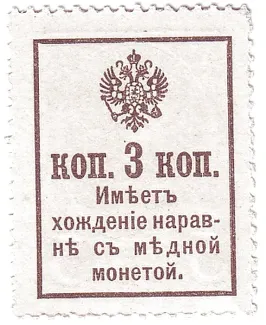 КОП. 3 КОП.
Имѣетъ
хожденіе нарав-
нѣ съ мѣдной
монетой.